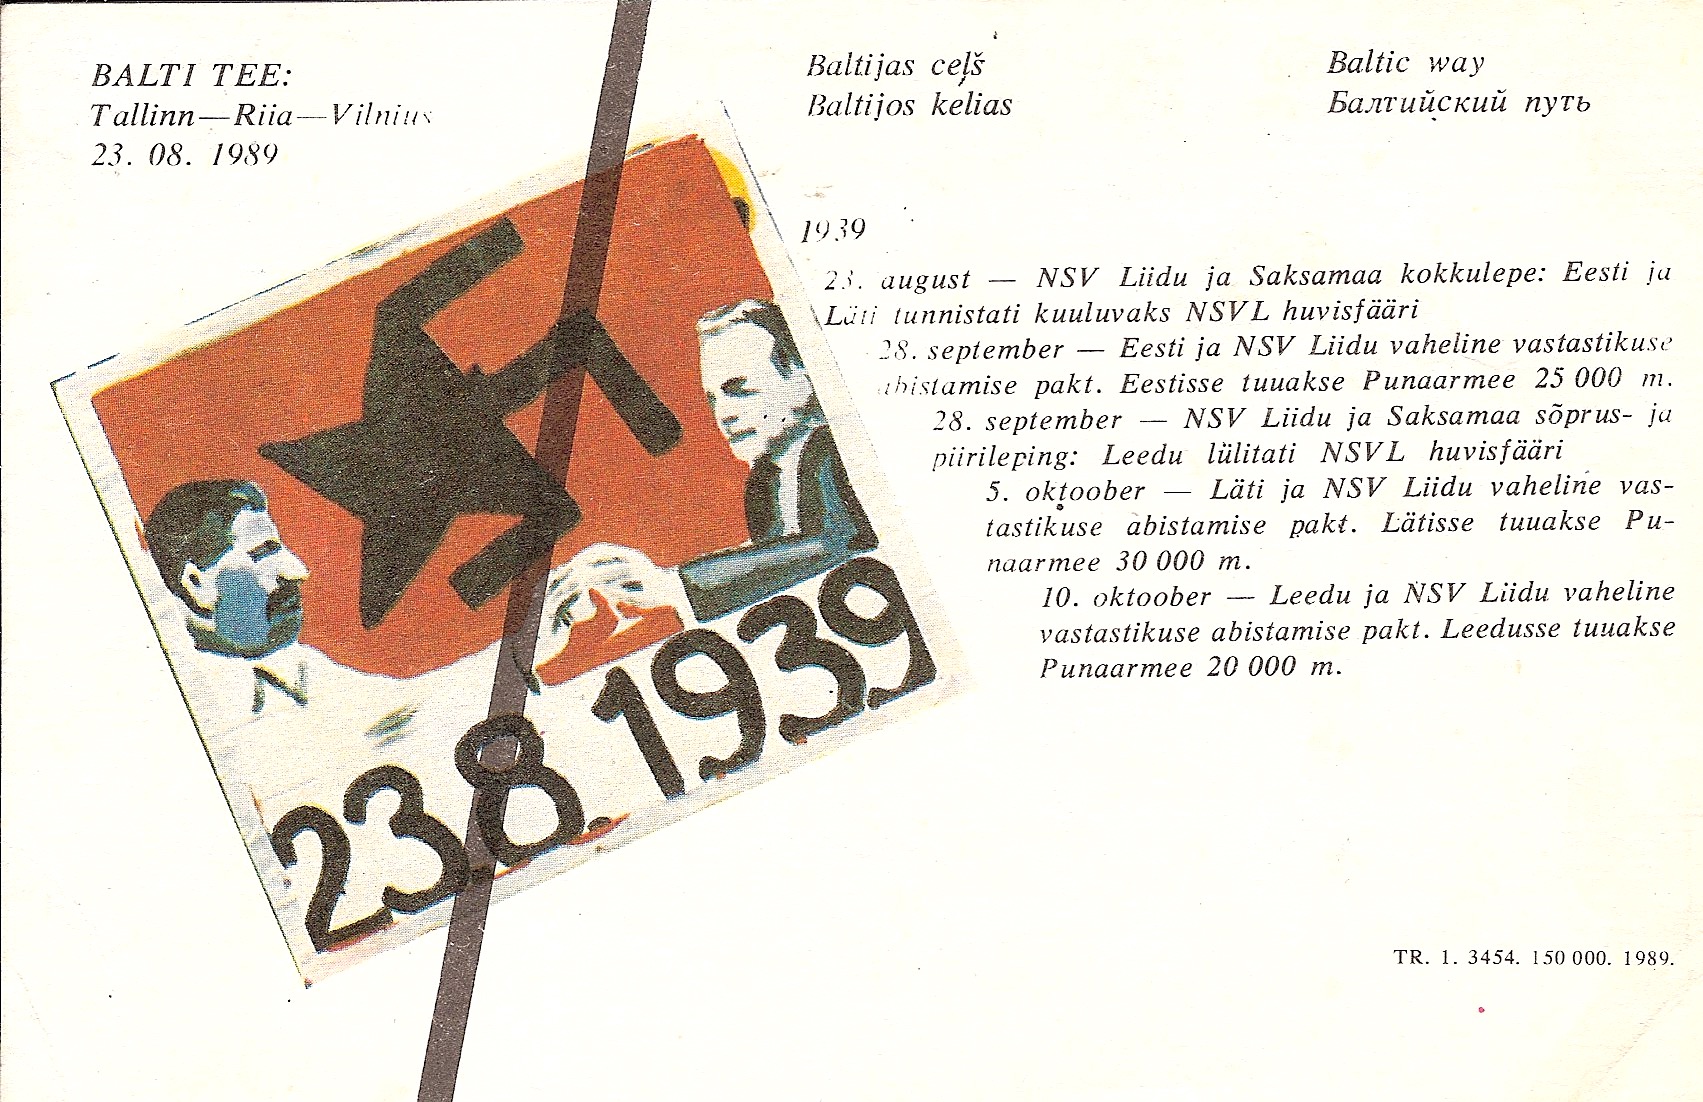 BALTI TEE:
Tallinn—Riia—Vilnius
23. 08. 1989
Baltijas ceļš
Baltijos kelias
Baltic way
Балтийский путь
1939
23. august — NSV Liidu ja Saksamaa kokkulepe: Eesti ja
Läti tunnistati kuuluvaks NSVL huvisfääri
28. september — Eesti ja NSV Liidu vaheline vastastikuse
abistamise pakt. Eestisse tuuakse Punaarmee 25 000 m.
28. september — NSV Liidu ja Saksamaa sõprus- ja
piirileping: Leedu lülitati NSVL huvisfääri
5. oktoober — Läti ja NSV Liidu vaheline vas-
tastikuse abistamise pakt. Lätisse tuuakse Pu-
naarmee 30 000 m.
10. oktoober — Leedu ja NSV Liidu vaheline
vastastikuse abistamise pakt. Leedusse tuuakse
Punaarmee 20 000 m.
23 8. 1939
TR. 1. 3454. 150 000. 1989.